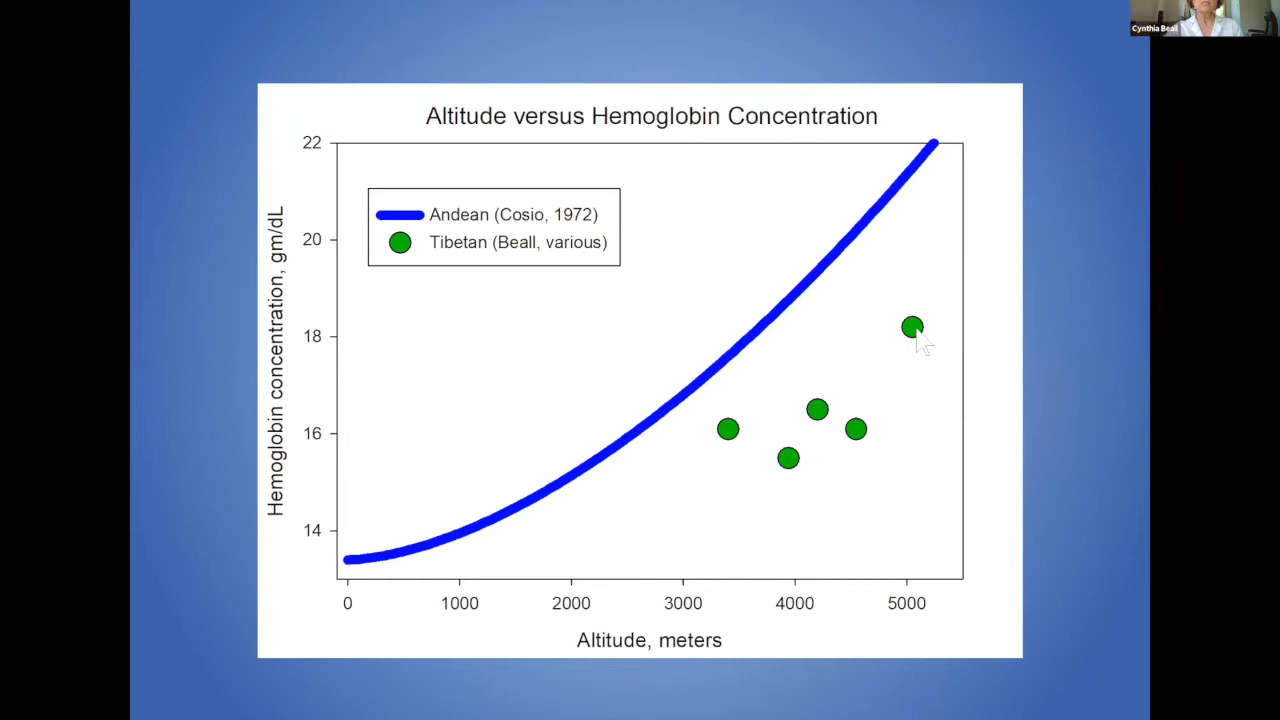 Cynthia Beall
Altitude versus Hemoglobin Concentration
Hemoglobin concentration, gm/dL
22
20
18
16
14
Andean (Cosio, 1972)
Tibetan (Beall, various)
0 1000 2000 3000 4000 5000
Altitude, meters